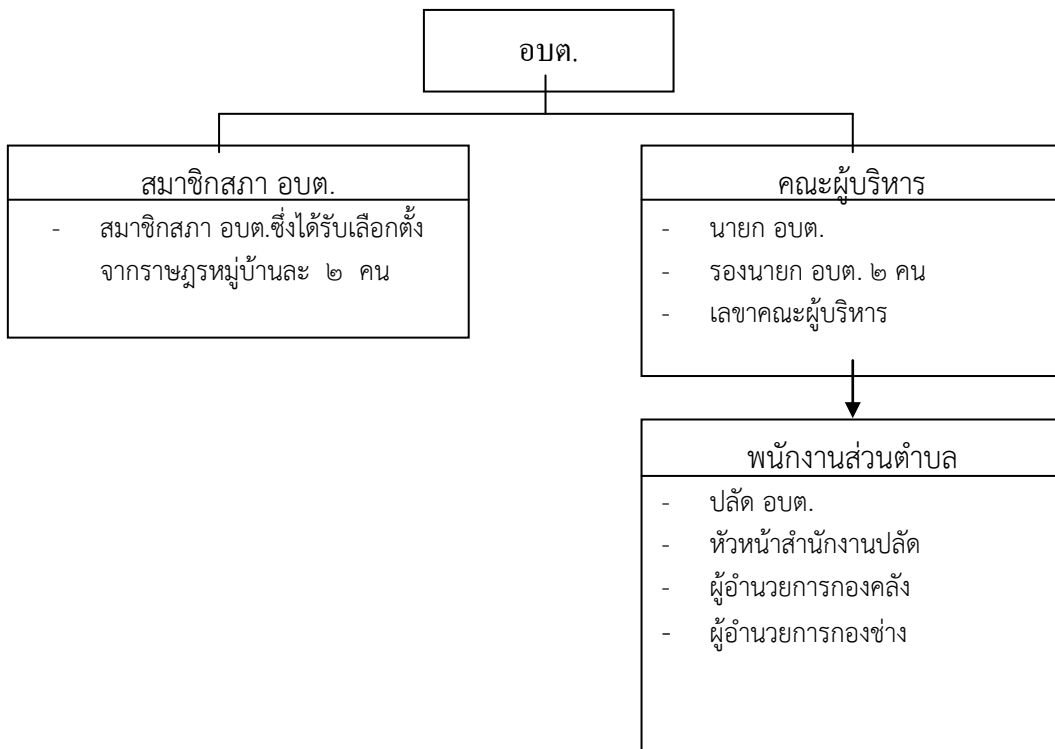 อบต.
สมาชิกสภา อบต.
- สมาชิกสภา อบต.ซึ่งได้รับเลือกตั้ง
จากราษฎรหมู่บ้านละ ๒ คน
คณะผู้บริหาร
- นายก อบต.
- รองนายก อบต. ๒ คน
- เลขาคณะผู้บริหาร
พนักงานส่วนตำบล
- ปลัด อบต.
- หัวหน้าสำนักงานปลัด
- ผู้อำนวยการกองคลัง
- ผู้อำนวยการกองช่าง